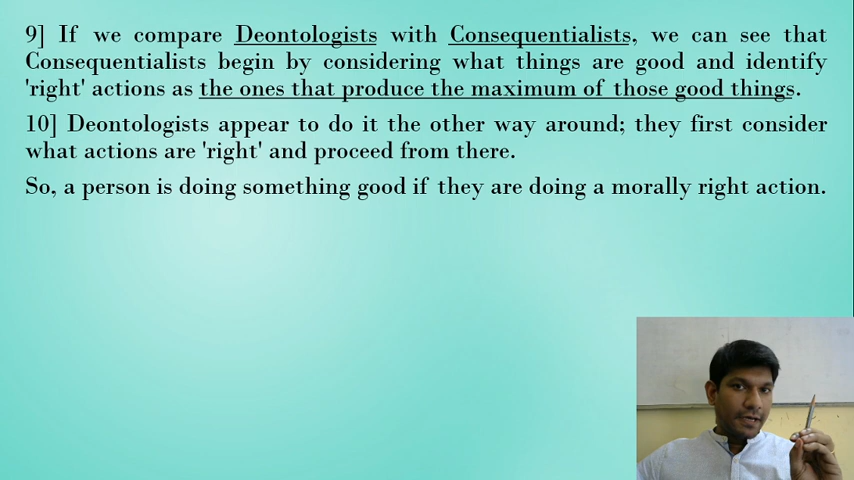 9] If we compare Deontologists with Consequentialists, we can see that
Consequentialists begin by considering what things are good and identify
'right' actions as the ones that produce the maximum of those good things.
10] Deontologists appear to do it the other way around; they first consider
what actions are 'right' and proceed from there.
So, a person is doing something good if they are doing a morally right action.